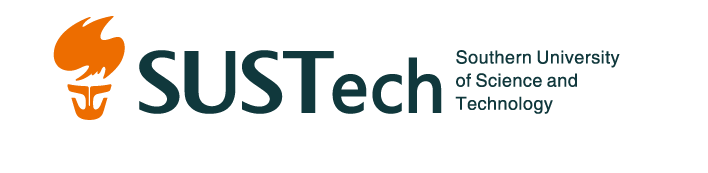 SUSTech
Southern University
of Science and
Technology